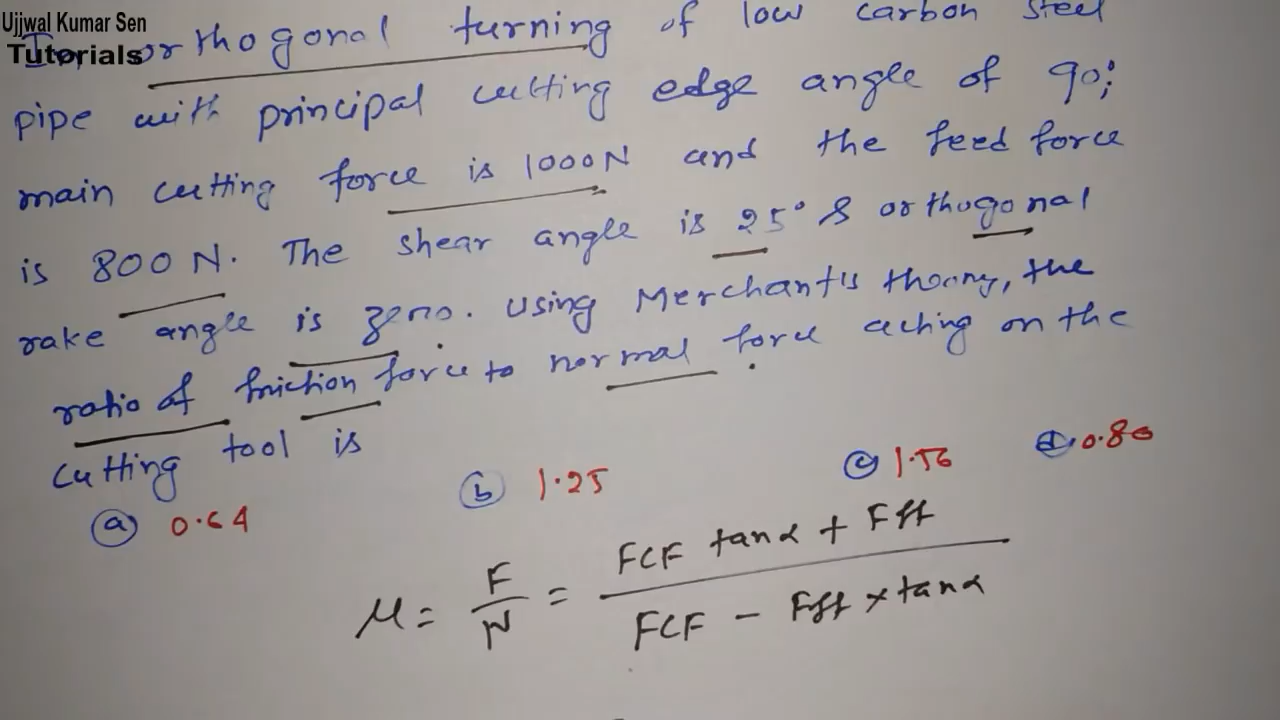 Ujjwal Kumar Sen
Tutorials
orthogonal turning of low carbon steel
pipe with principal cutting edge angle of 90;
main cutting force is 1000N and the feed force
is 800 N. The shear angle is 25° & orthogonal
rake angle is zero. Using Merchant's theory, the
ratio of friction force to normal force acting on the
cutting tool is
(a) 0.64 (b) 1.25 (c) 1.56 (d) 0.80
μ = F/N = FCF tanα + Fff / FCF - Fff × tanα